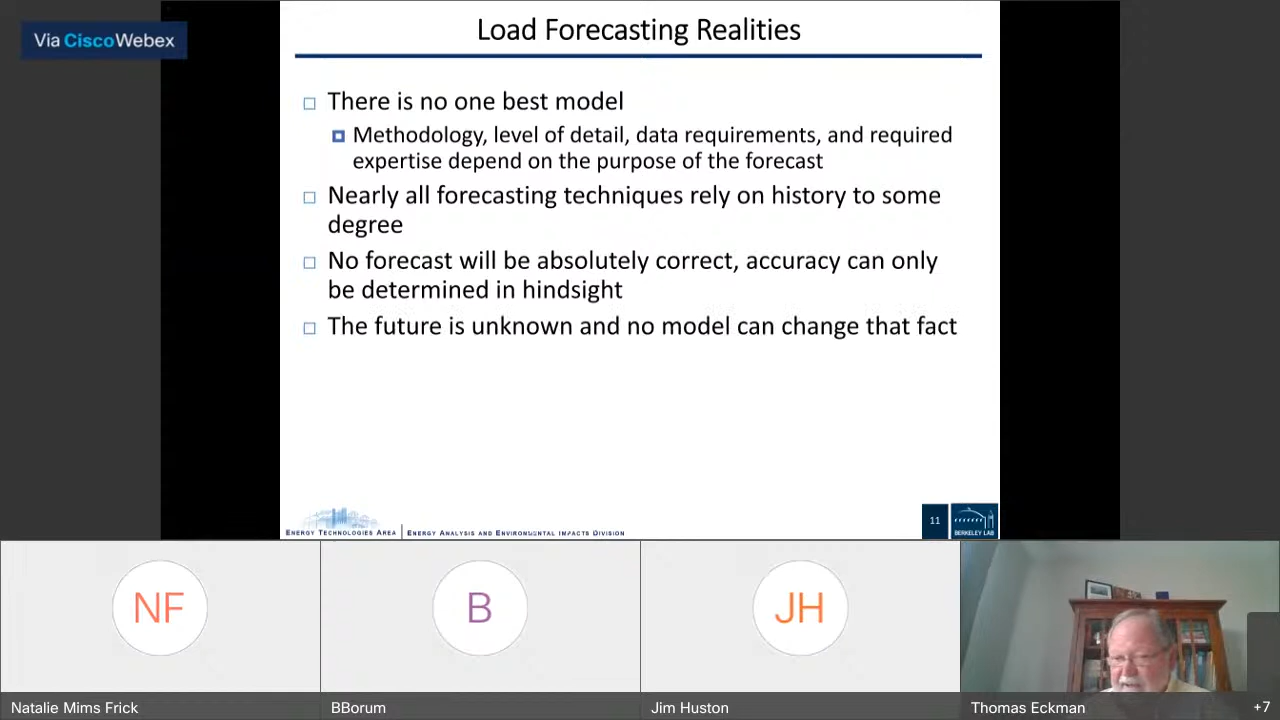 Via CiscoWebex
Load Forecasting Realities
There is no one best model
Methodology, level of detail, data requirements, and required
expertise depend on the purpose of the forecast
Nearly all forecasting techniques rely on history to some
degree
No forecast will be absolutely correct, accuracy can only
be determined in hindsight
The future is unknown and no model can change that fact
ENERGY TECHNOLOGIES AREA
ENERGY ANALYSIS AND ENVIRONMENTAL IMPACTS DIVISION
11
BERKELEY LAB
NF
B
JH
Natalie Mims Frick
BBorum
Jim Huston
Thomas Eckman
+7